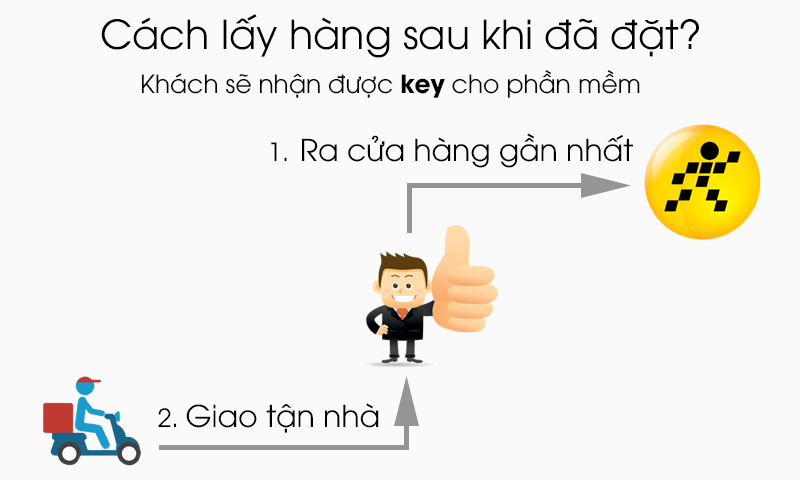 Cách lấy hàng sau khi đã đặt?
Khách sẽ nhận được key cho phần mềm
1. Ra cửa hàng gần nhất
2. Giao tận nhà